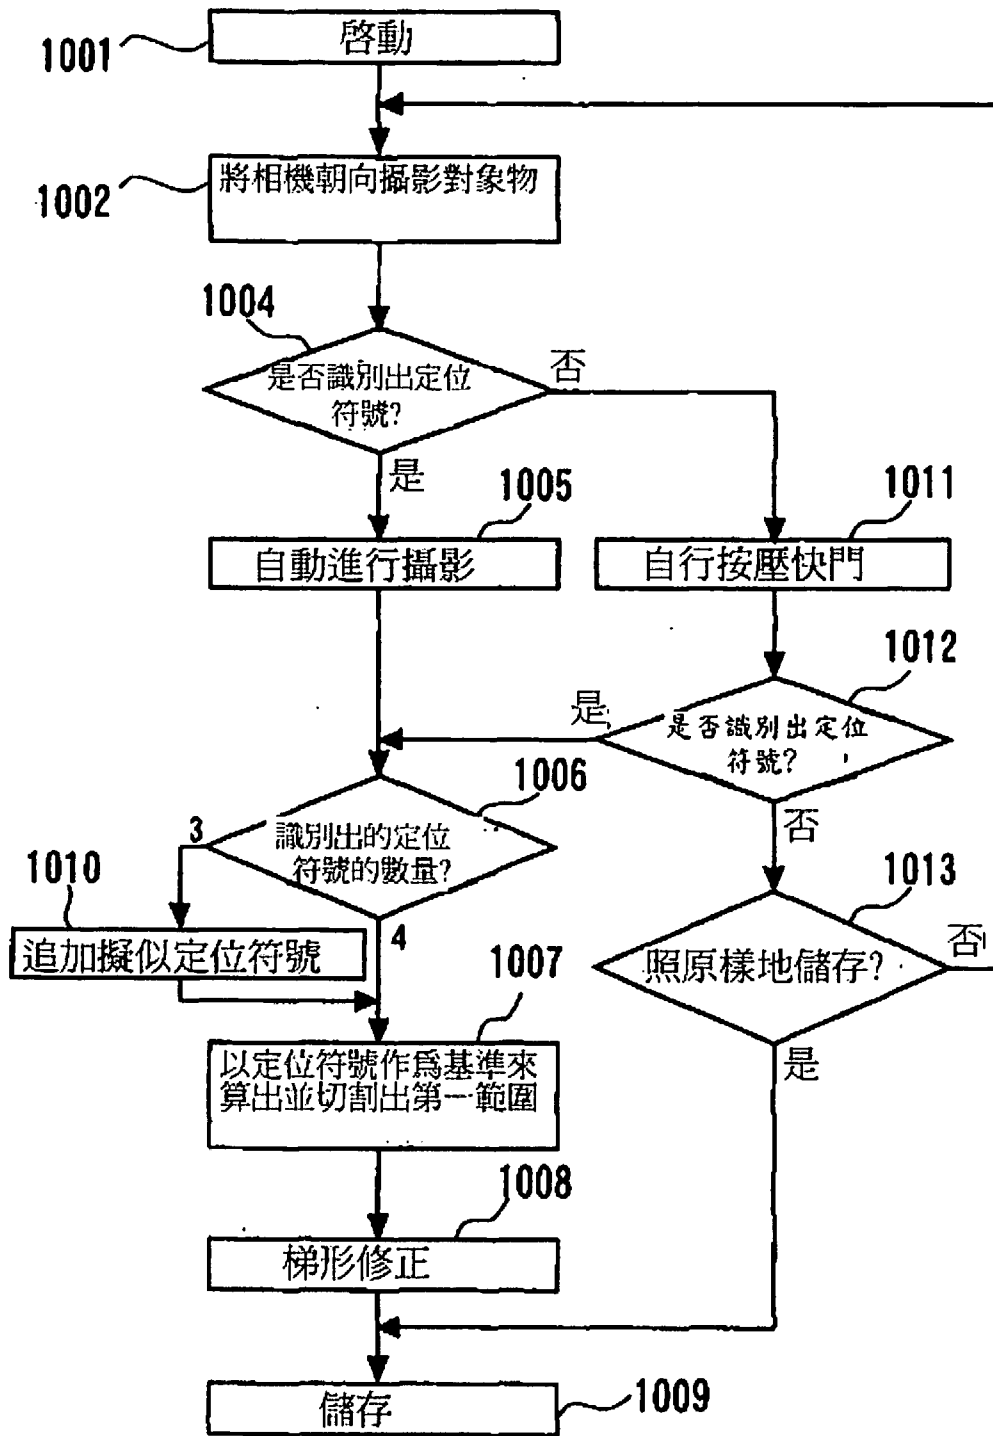 1001
啓動
1002
將相機朝向攝影對象物
1004
是否識別出定位
符號?
否
是
1005
自動進行攝影
1011
自行按壓快門
1012
是否識別出定位
符號?
是
否
1006
識別出的定位
符號的數量?
3
4
1010
追加擬似定位符號
1013
照原樣地儲存?
否
是
1007
以定位符號作爲基準來
算出並切割出第一範圍
1008
梯形修正
儲存
1009